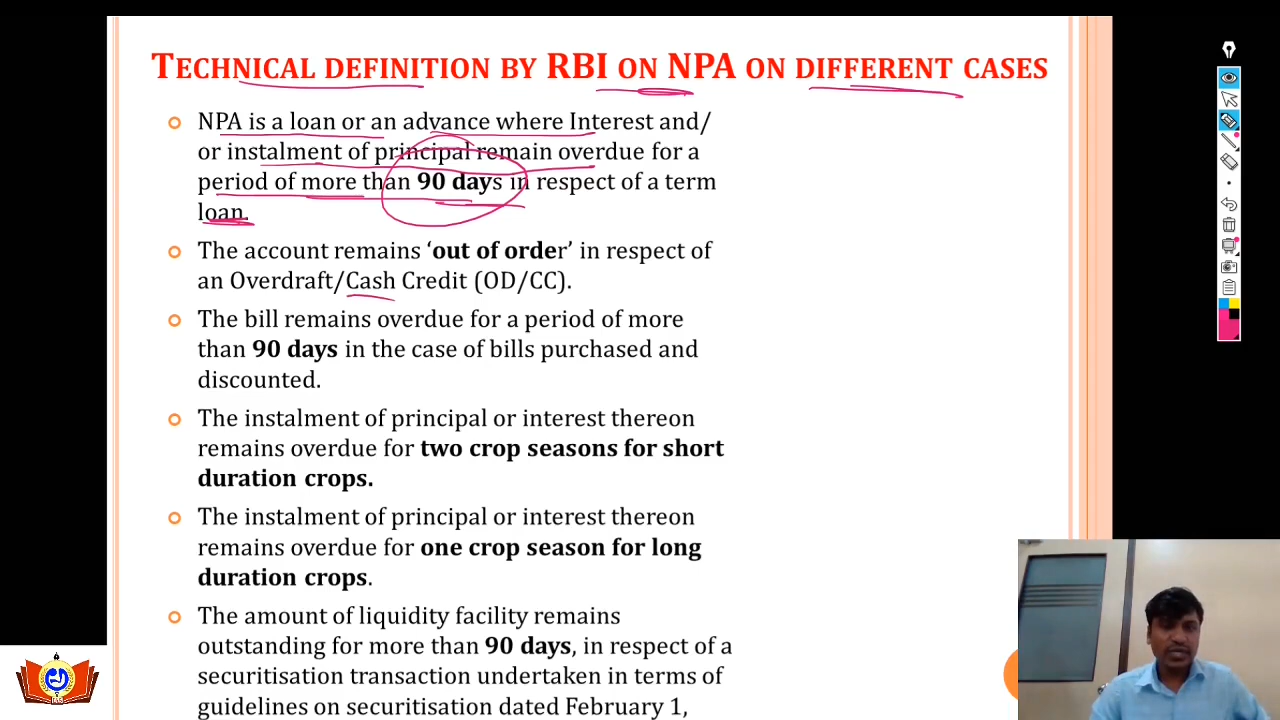 TECHNICAL DEFINITION BY RBI ON NPA ON DIFFERENT CASES
NPA is a loan or an advance where Interest and/
or instalment of principal remain overdue for a
period of more than 90 days in respect of a term
loan.
The account remains ‘out of order’ in respect of
an Overdraft/Cash Credit (OD/CC).
The bill remains overdue for a period of more
than 90 days in the case of bills purchased and
discounted.
The instalment of principal or interest thereon
remains overdue for two crop seasons for short
duration crops.
The instalment of principal or interest thereon
remains overdue for one crop season for long
duration crops.
The amount of liquidity facility remains
outstanding for more than 90 days, in respect of a
securitisation transaction undertaken in terms of
guidelines on securitisation dated February 1,